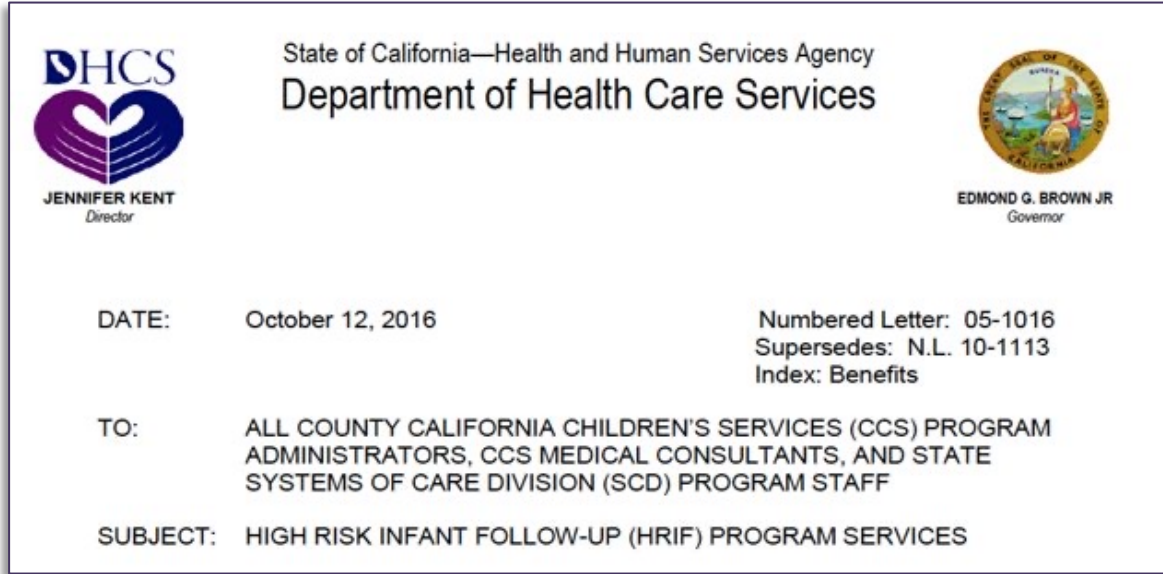 DHCS
JENNIFER KENT
Director
State of California—Health and Human Services Agency
Department of Health Care Services
EDMOND G. BROWN JR
Governor
DATE: October 12, 2016
Numbered Letter: 05-1016
Supersedes: N.L. 10-1113
Index: Benefits
TO: ALL COUNTY CALIFORNIA CHILDREN'S SERVICES (CCS) PROGRAM
ADMINISTRATORS, CCS MEDICAL CONSULTANTS, AND STATE
SYSTEMS OF CARE DIVISION (SCD) PROGRAM STAFF
SUBJECT: HIGH RISK INFANT FOLLOW-UP (HRIF) PROGRAM SERVICES